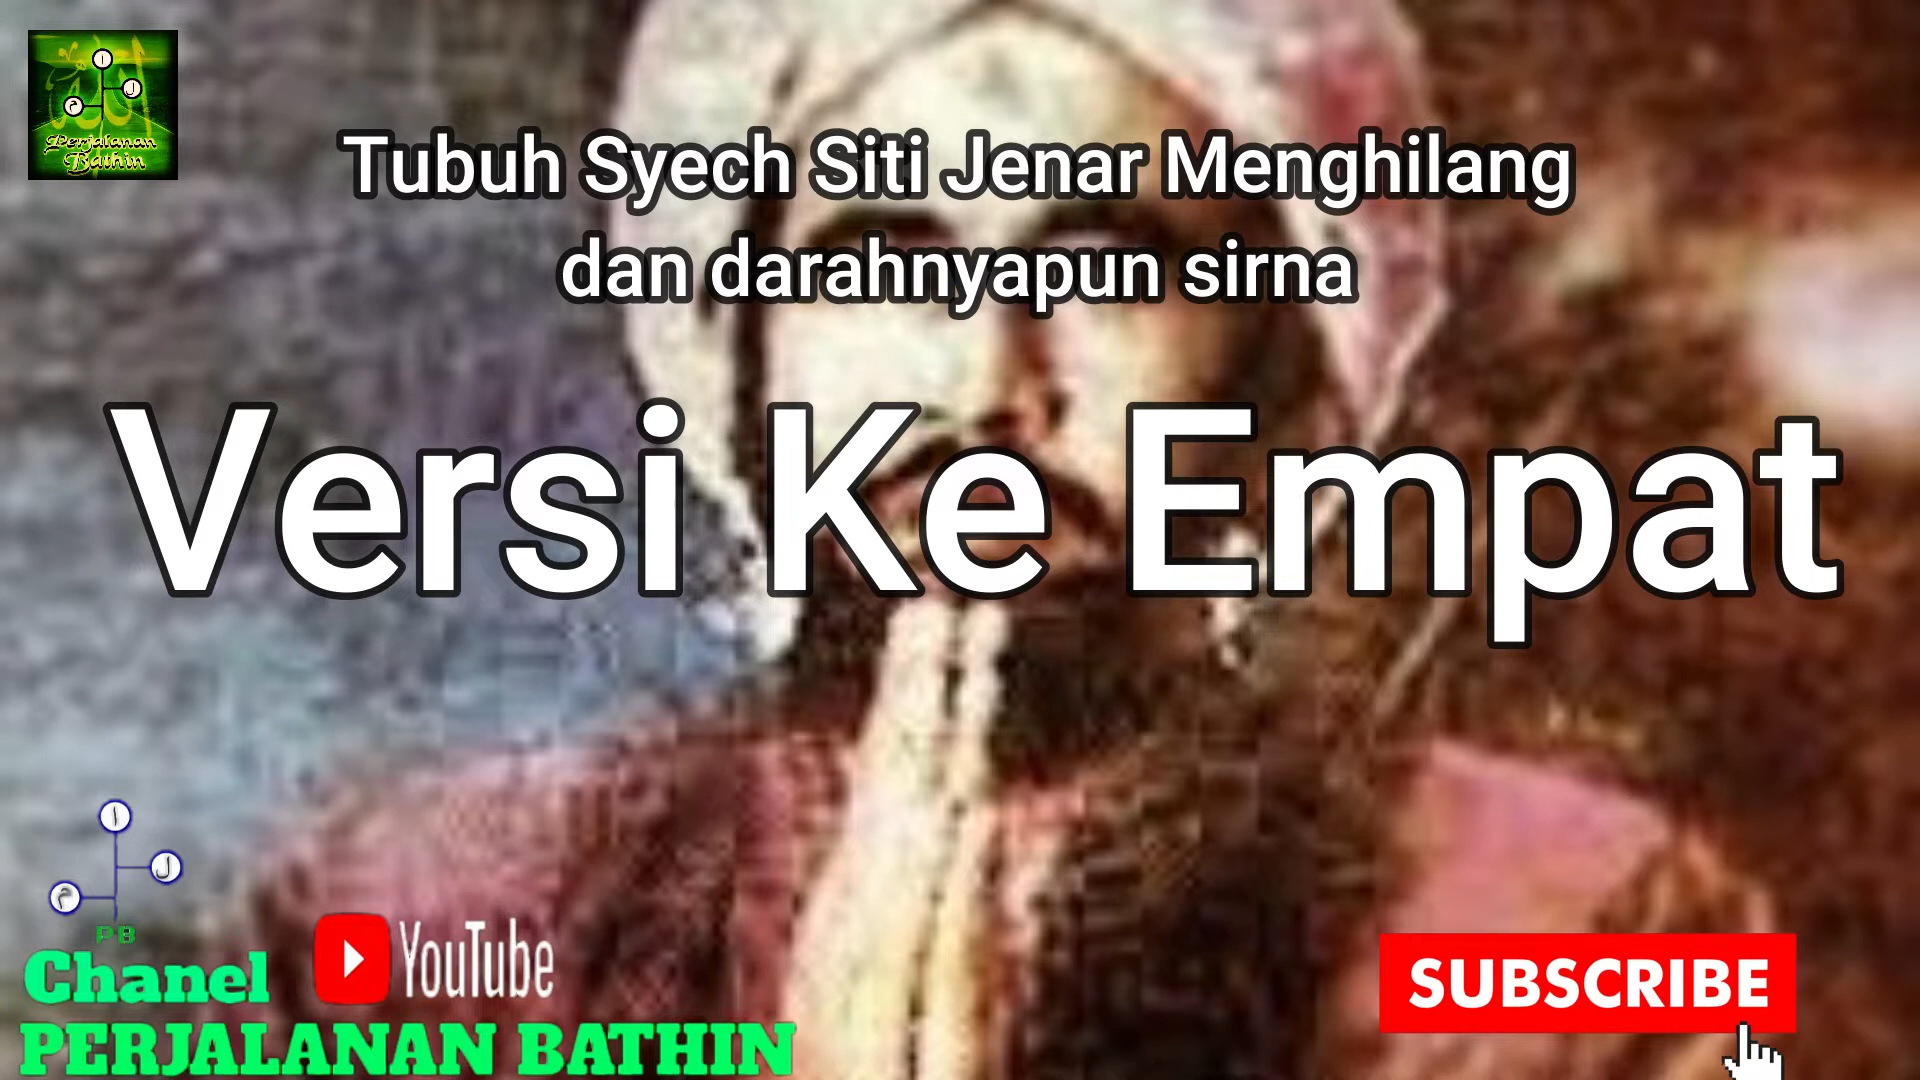 Perjalanan
Bathin
Tubuh Syech Siti Jenar Menghilang
dan darahnyapun sirna
Versi Ke Empat
ا
ل
م
PB
Chanel
YouTube
PERJALANAN BATHIN
SUBSCRIBE